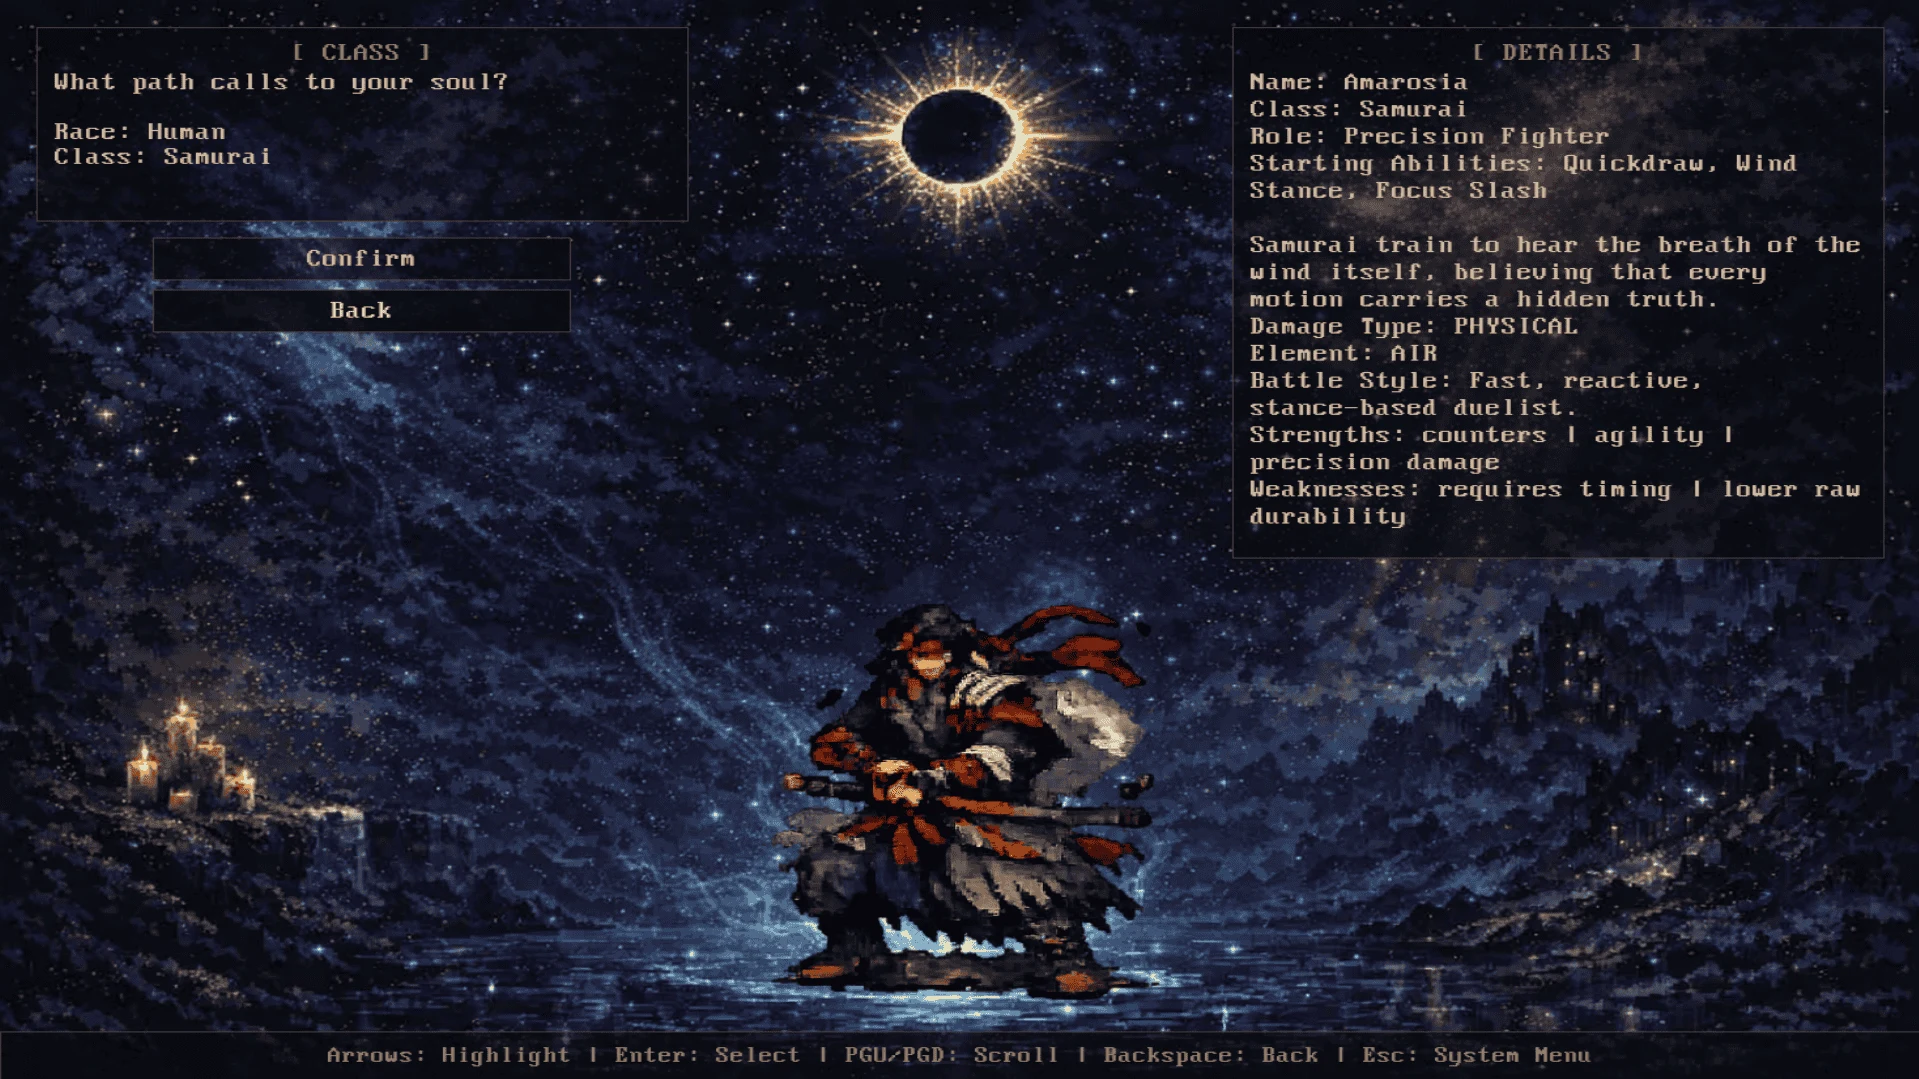 [ CLASS ]
What path calls to your soul?
Race: Human
Class: Samurai
Confirm
Back
[ DETAILS ]
Name: Amarosia
Class: Samurai
Role: Precision Fighter
Starting Abilities: Quickdraw, Wind
Stance, Focus Slash
Samurai train to hear the breath of the
wind itself, believing that every
motion carries a hidden truth.
Damage Type: PHYSICAL
Element: AIR
Battle Style: Fast, reactive,
stance-based duelist.
Strengths: counters | agility |
precision damage
Weaknesses: requires timing | lower raw
durability
Arrows: Highlight | Enter: Select | PGU/PGD: Scroll | Backspace: Back | Esc: System Menu